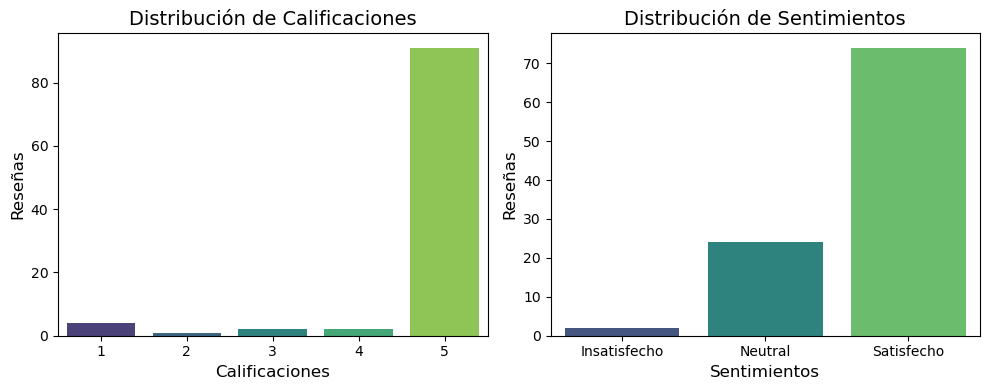 Distribución de Calificaciones
Reseñas
80
60
40
20
0
1 2 3 4 5
Calificaciones
Distribución de Sentimientos
Reseñas
70
60
50
40
30
20
10
0
Insatisfecho Neutral Satisfecho
Sentimientos